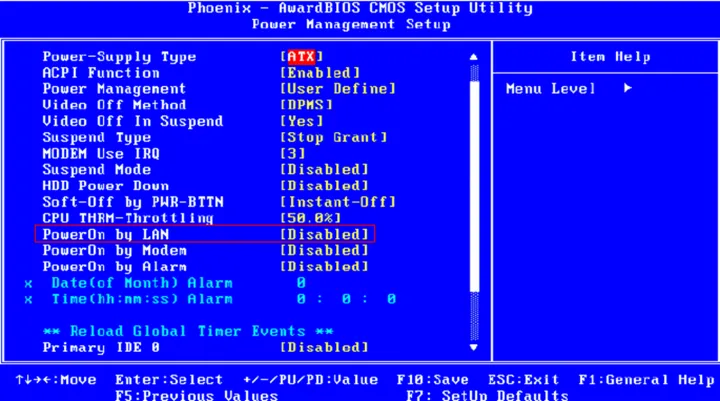 Phoenix - AwardBIOS CMOS Setup Utility
Power Management Setup
Power-Supply Type [ATX]
ACPI Function [Enabled]
Power Management [User Define]
Video Off Method [DPMS]
Video Off In Suspend [Yes]
Suspend Type [Stop Grant]
MODEM Use IRQ [3]
Suspend Mode [Disabled]
HDD Power Down [Disabled]
Soft-Off by PWR-BTTN [Instant-Off]
CPU THRM-Throttling [50.0%]
PowerOn by LAN [Disabled]
PowerOn by Modem [Disabled]
PowerOn by Alarm [Disabled]
x Date(of Month) Alarm 0
x Time(hh:mm:ss) Alarm 0 : 0 : 0
** Reload Global Timer Events **
Primary IDE 0 [Disabled]
Item Help
Menu Level ►
↑↓→←:Move Enter:Select +/-/PU/PD:Value F10:Save ESC:Exit F1:General Help
F5:Previous Values F7: SetUp Defaults